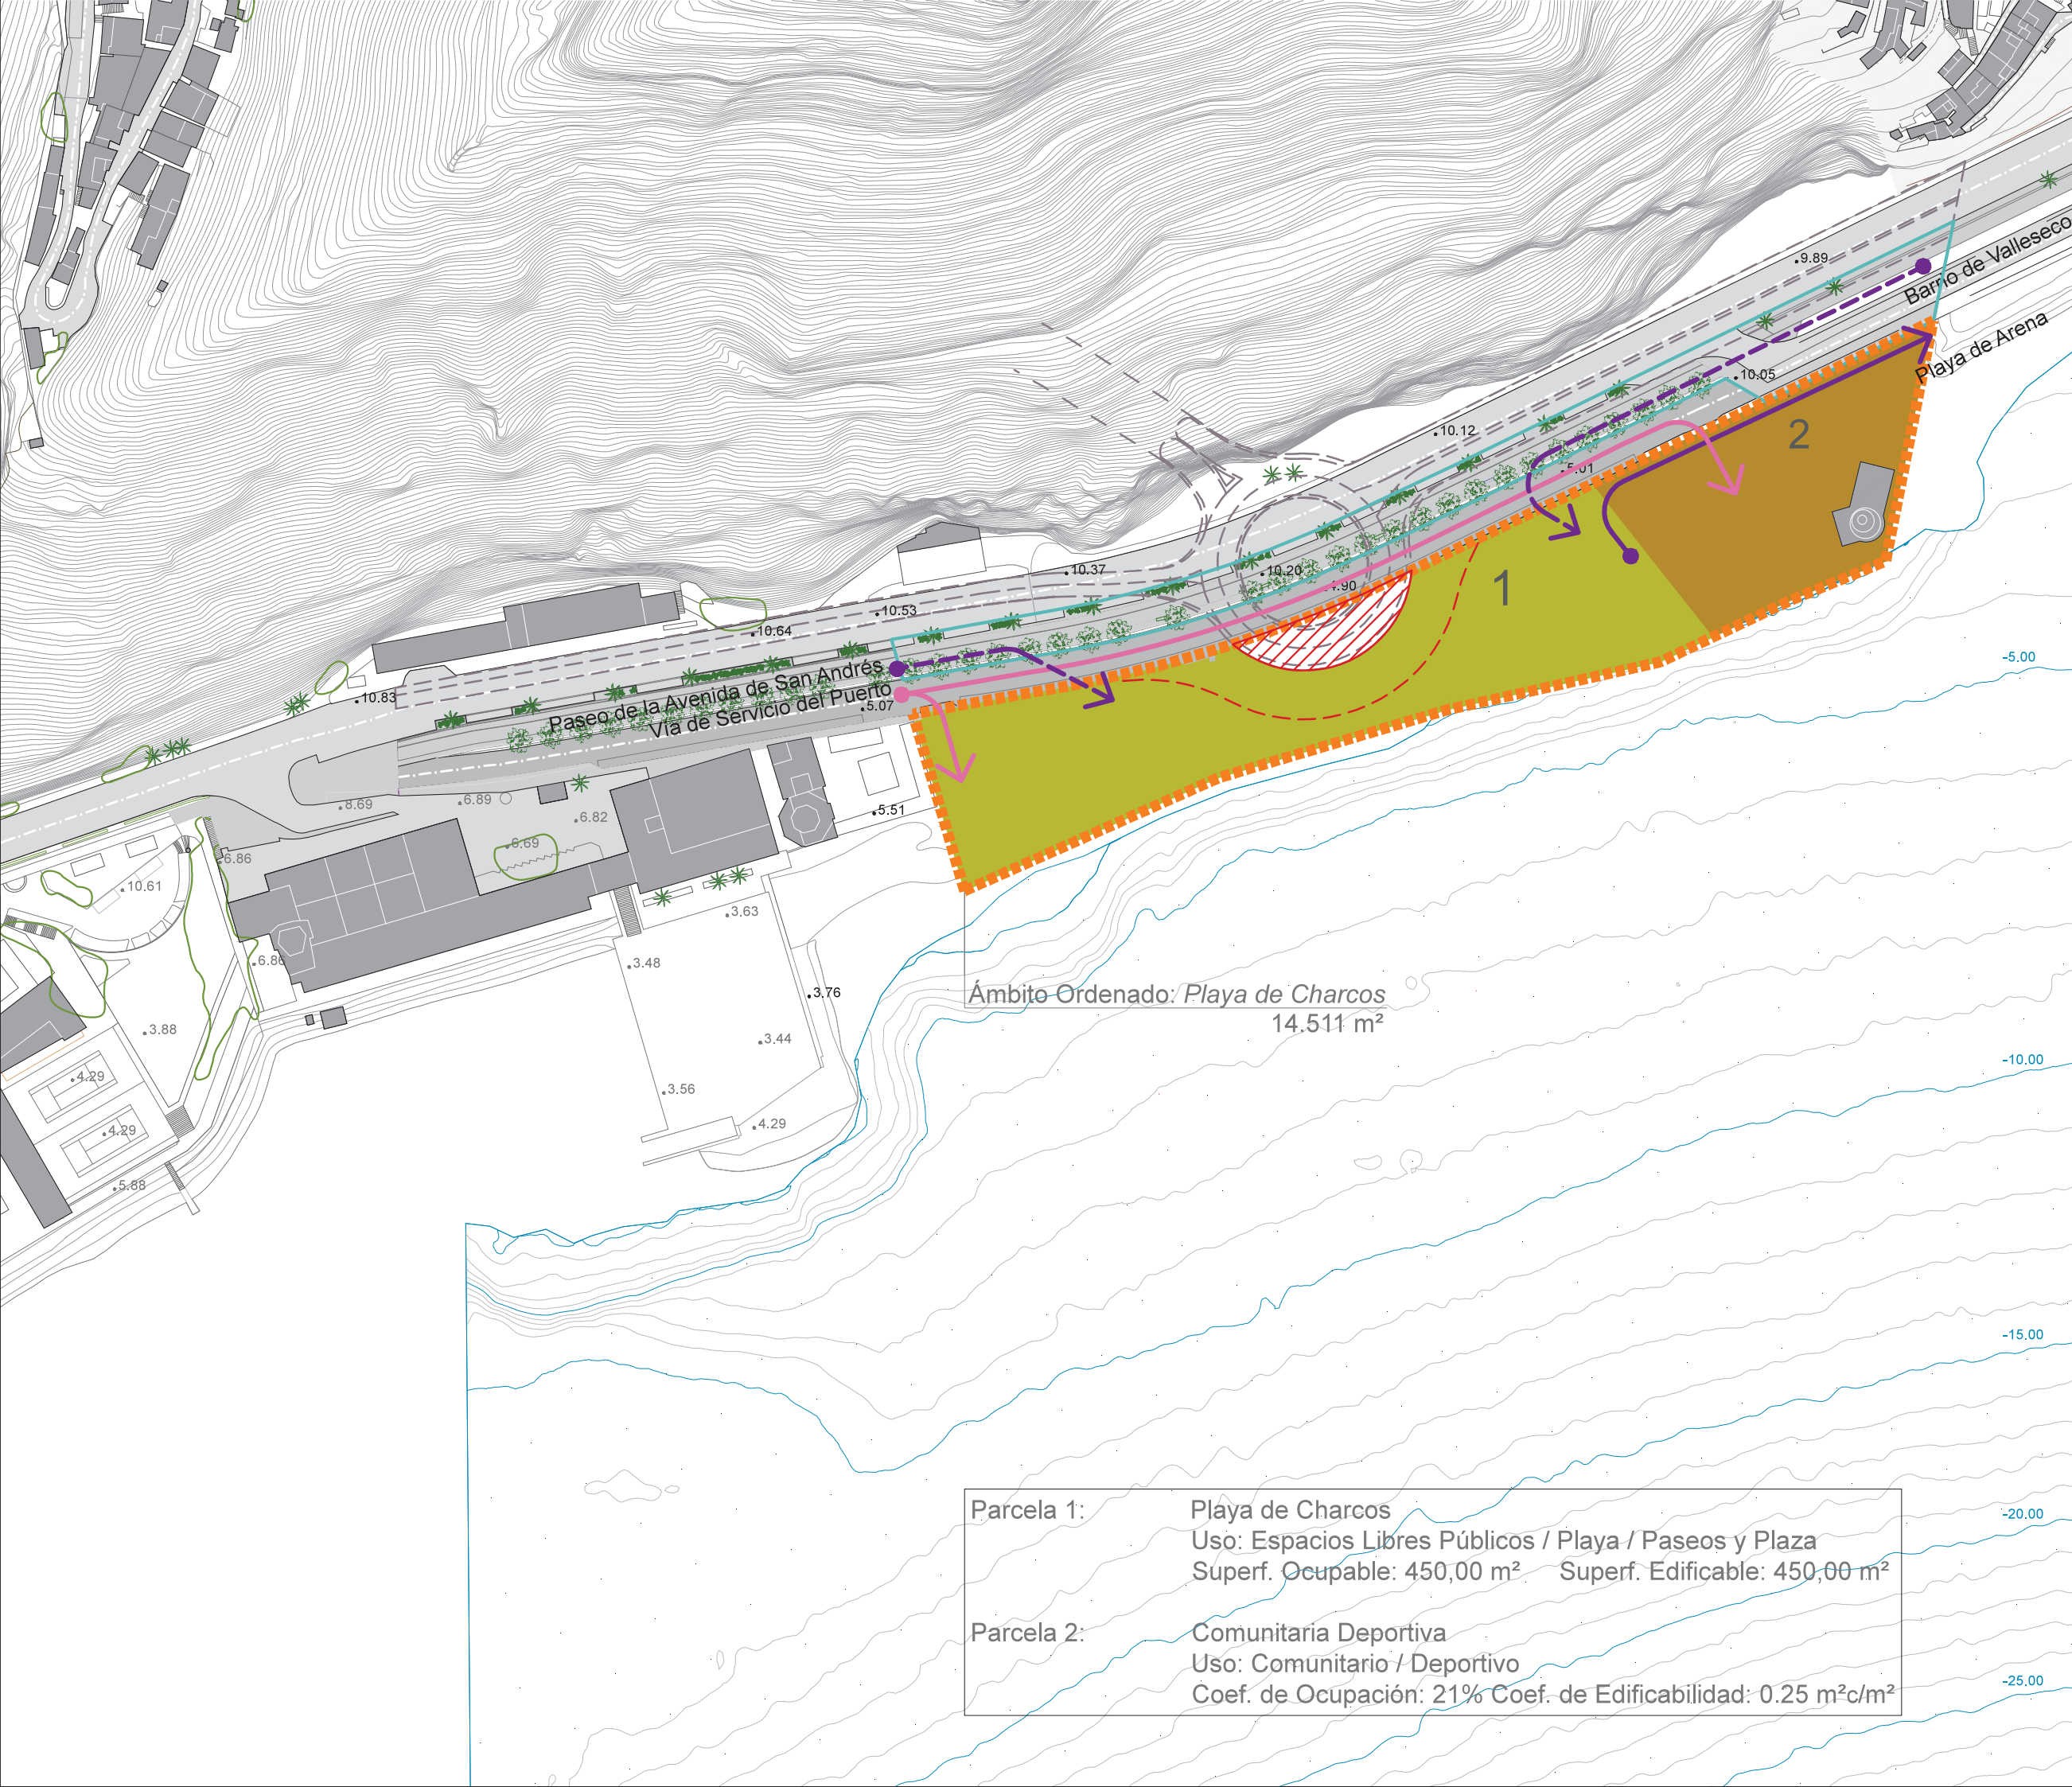 9.89
Barrio de Valleseco
Playa de Arena
10.05
2
10.12
5.01
10.37
10.20
1
10.53
10.64
-5.00
10.83
Paseo de la Avenida de San Andrés
Vía de Servicio del Puerto
5.07
8.69
6.89
6.82
5.51
6.69
6.86
10.61
3.63
6.86
3.48
3.76
Ámbito Ordenado: Playa de Charcos
14.511 m²
3.88
3.44
-10.00
4.29
3.56
4.29
4.29
5.88
-15.00
Parcela 1: Playa de Charcos
Uso: Espacios Libres Públicos / Playa / Paseos y Plaza
Superf. Ocupable: 450,00 m² Superf. Edificable: 450,00 m²
-20.00
Parcela 2: Comunitaria Deportiva
Uso: Comunitario / Deportivo
Coef. de Ocupación: 21% Coef. de Edificabilidad: 0.25 m²c/m²
-25.00